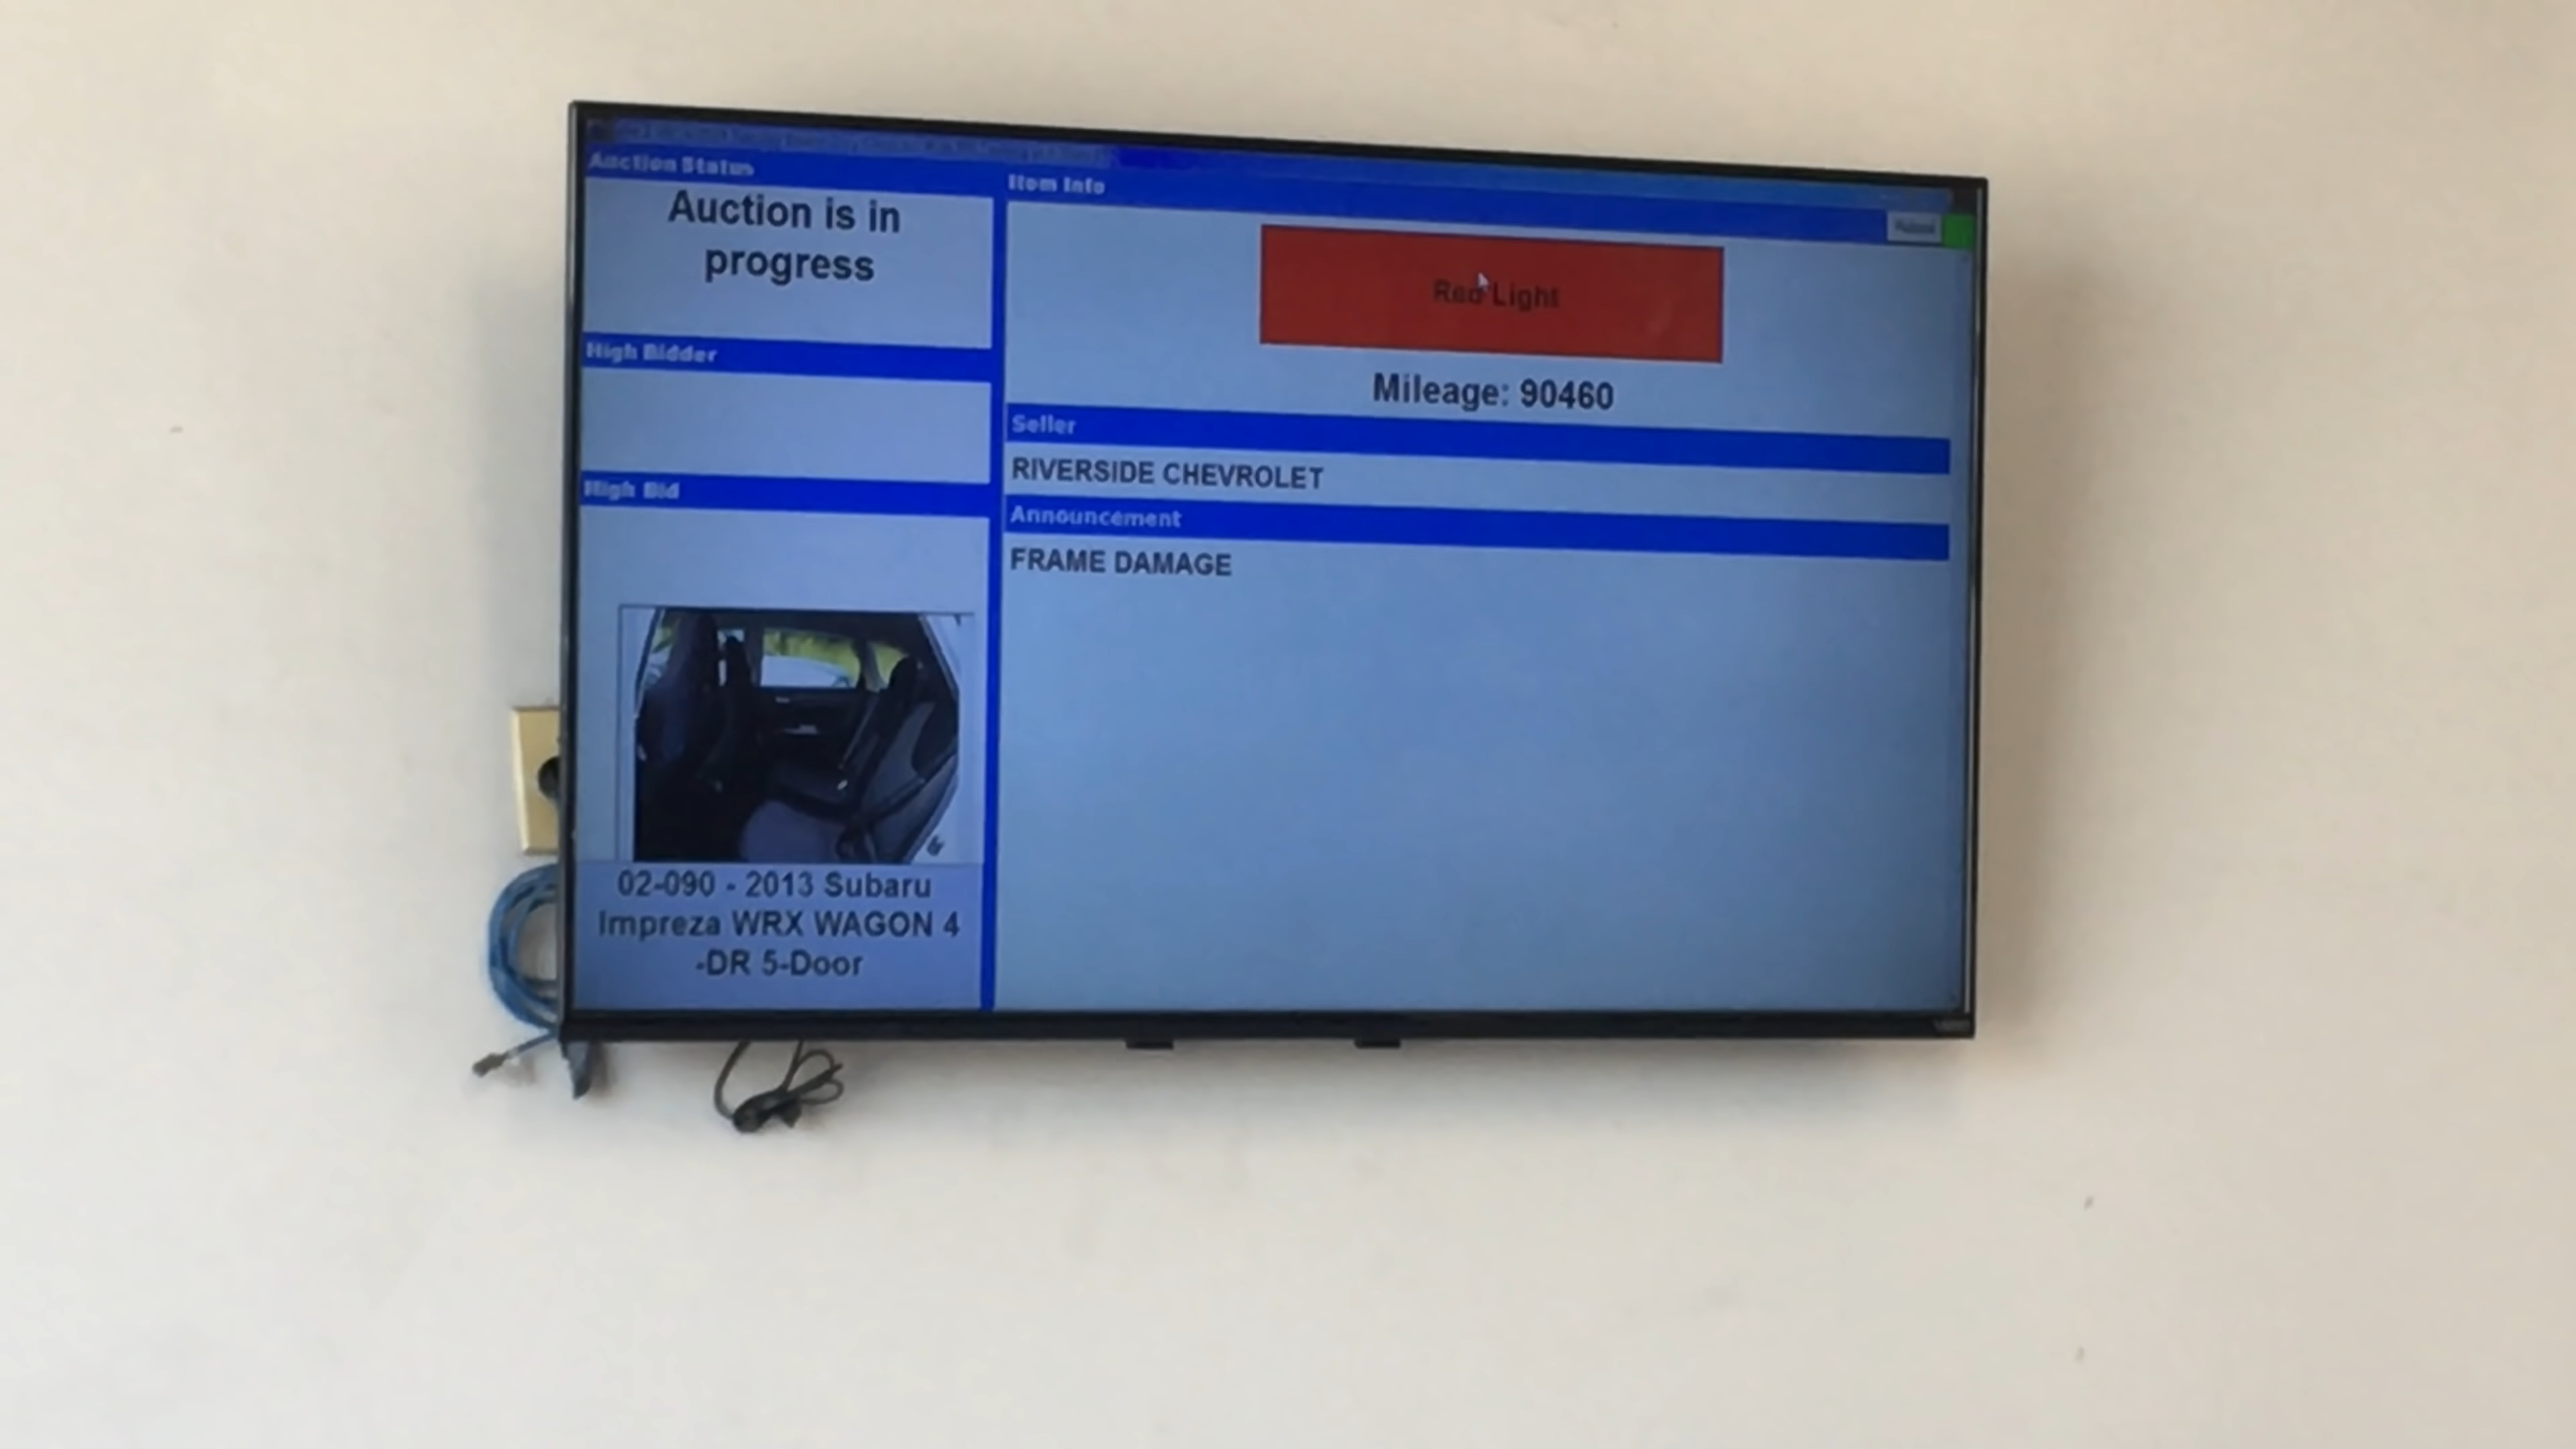 Auction Status
Auction is in
progress
High Bidder
High Bid
02-090 - 2013 Subaru
Impreza WRX WAGON 4
-DR 5-Door
Item Info
Red Light
Mileage: 90460
Seller
RIVERSIDE CHEVROLET
Announcement
FRAME DAMAGE